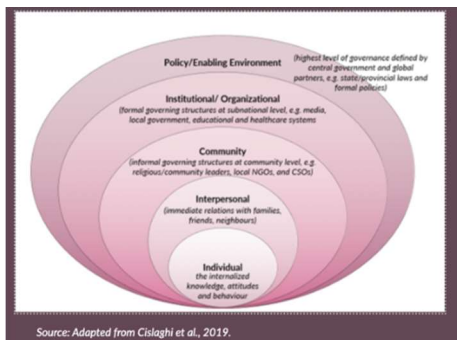 Policy/Enabling Environment
(highest level of governance defined by
central government and global
partners, e.g. state/provincial laws and
formal policies)
Institutional/ Organizational
(formal governing structures at subnational level, e.g. media,
local government, educational and healthcare systems
Community
(informal governing structures at community level, e.g.
religious/community leaders, local NGOs, and CSOs)
Interpersonal
(immediate relations with families,
friends, neighbours)
Individual
the internalized
knowledge, attitudes
and behaviour
Source: Adapted from Cislaghi et al., 2019.